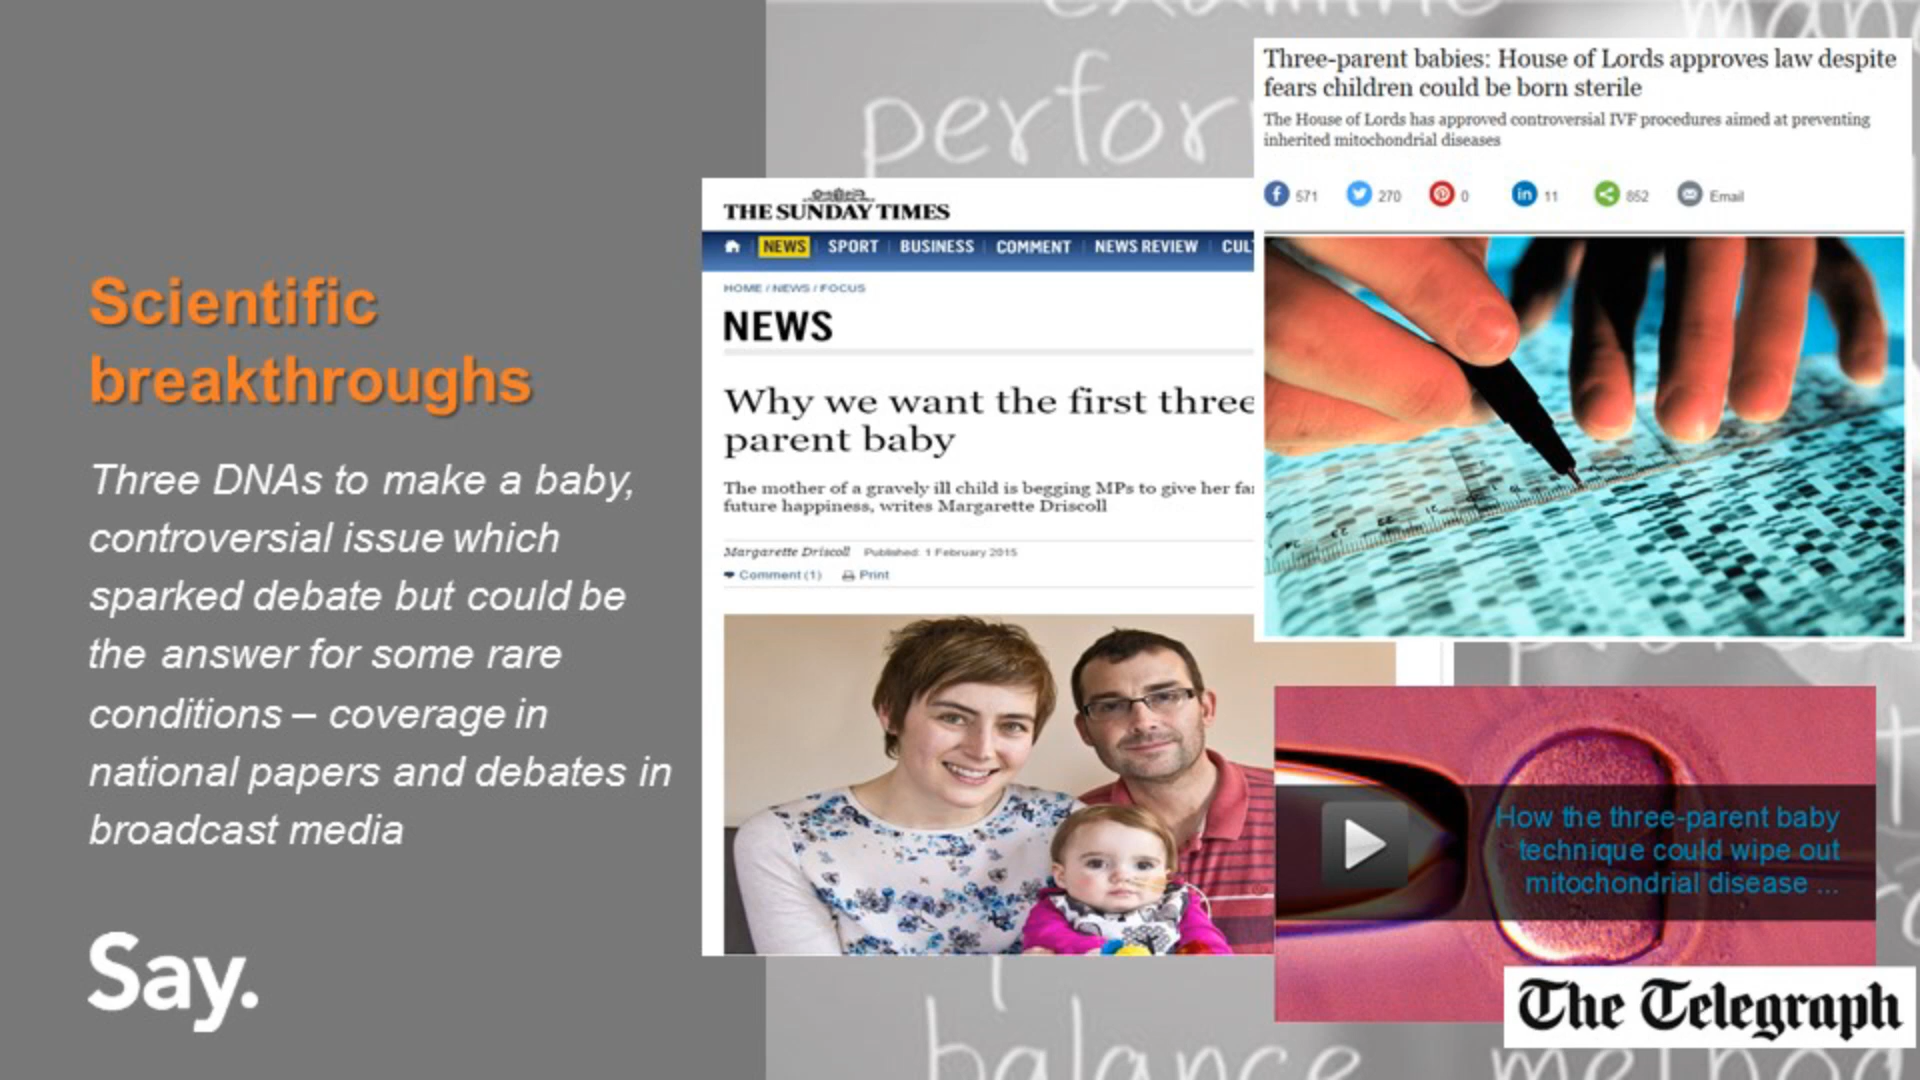 Scientific
breakthroughs
Three DNAs to make a baby,
controversial issue which
sparked debate but could be
the answer for some rare
conditions – coverage in
national papers and debates in
broadcast media
Say.
perfor
THE SUNDAY TIMES
NEWS SPORT BUSINESS COMMENT NEWS REVIEW CUL
HOME / NEWS / FOCUS
NEWS
Why we want the first three
parent baby
The mother of a gravely ill child is begging MPs to give her fa
future happiness, writes Margarette Driscoll
Margarette Driscoll Published: 1 February 2015
Comment (1) Print
Three-parent babies: House of Lords approves law despite
fears children could be born sterile
The House of Lords has approved controversial IVF procedures aimed at preventing
inherited mitochondrial diseases
571 270 0 in 11 852 Email
How the three-parent baby
technique could wipe out
mitochondrial disease ...
The Telegraph
balance method